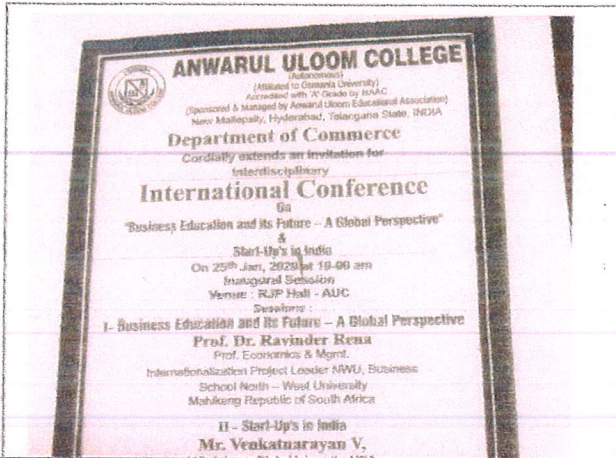 ANWARUL ULOOM COLLEGE
(Autonomous)
(Affiliated to Osmania University)
Accredited with 'A' Grade by NAAC
(Sponsored & Managed by Anwarul Uloom Educational Association)
New Mallepally, Hyderabad, Telangana State, INDIA
Department of Commerce
Cordially extends an invitation for
Interdisciplinary
International Conference
On
"Business Education and its Future – A Global Perspective"
&
Start-Up's in India
On 25th Jan, 2020 at 10-00 am
Inaugural Session
Venue : RJP Hall - AUC
Sessions :
I- Business Education and Its Future – A Global Perspective
Prof. Dr. Ravinder Rena
Prof. Economics & Mgmt.
Internationalization Project Leader NWU, Business
School North – West University
Mahikeng Republic of South Africa
II - Start-Up's in India
Mr. Venkatnarayan V,